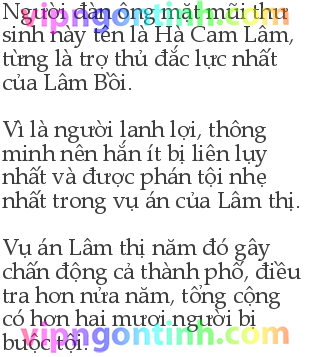 Người đàn ông mặt mũi thư
sinh này tên là Hà Cam Lâm,
từng là trợ thủ đắc lực nhất
của Lâm Bồi.
Vì là người lanh lợi, thông
minh nên hắn ít bị liên lụy
nhất và được phán tội nhẹ
nhất trong vụ án của Lâm thị.
Vụ án Lâm thị năm đó gây
chấn động cả thành phố, điều
tra hơn nửa năm, tổng cộng
có hơn hai mươi người bị
buộc tội.
vipngontinh.com
vipngontinh.com